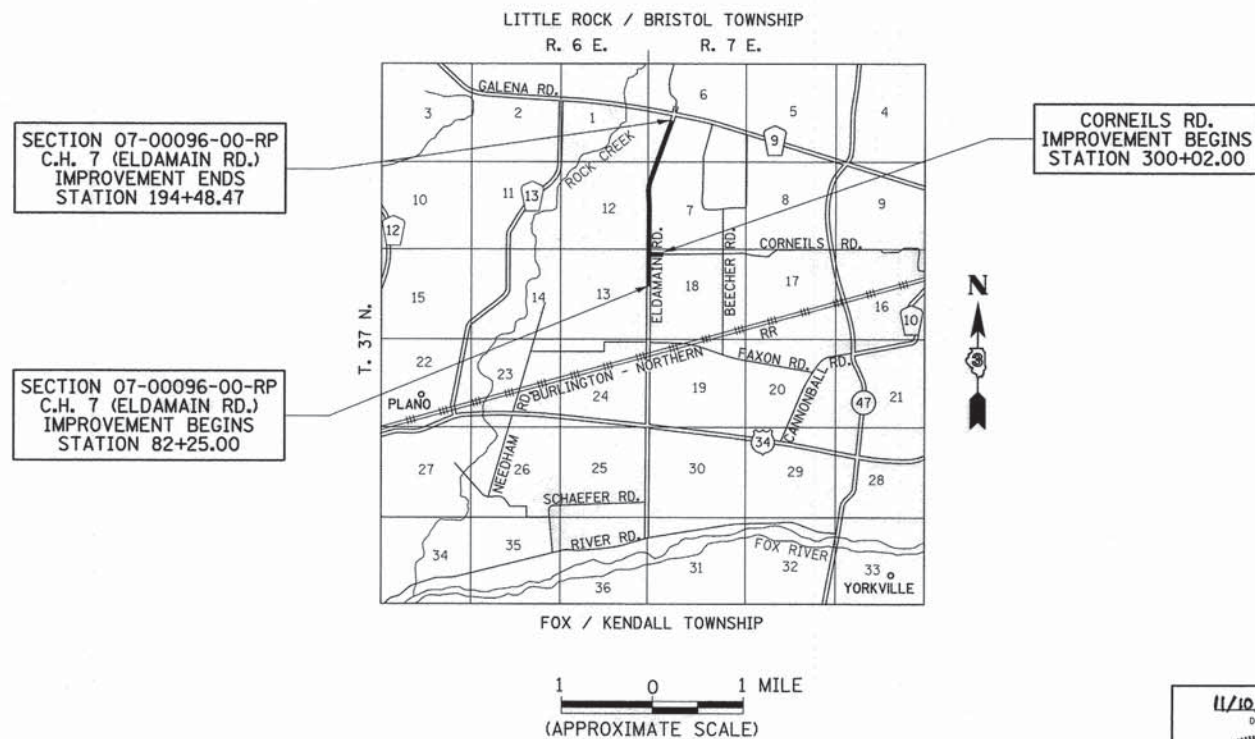 LITTLE ROCK / BRISTOL TOWNSHIP
R. 6 E. R. 7 E.
SECTION 07-00096-00-RP
C.H. 7 (ELDAMAIN RD.)
IMPROVEMENT ENDS
STATION 194+48.47
CORNEILS RD.
IMPROVEMENT BEGINS
STATION 300+02.00
SECTION 07-00096-00-RP
C.H. 7 (ELDAMAIN RD.)
IMPROVEMENT BEGINS
STATION 82+25.00
T. 37 N.
GALENA RD.
3 2 1 6 5 4
9
ROCK CREEK
10 11 13 12 7 8 9
12
ELDAMAIN RD.
BEECHER RD.
CORNEILS RD.
15 14 13 18 17 16
10
N
RR
BURLINGTON - NORTHERN
FAXON RD.
CANNONBALL RD.
22 23 24 19 20 21
PLANO
47
34
NEEDHAM RD.
27 26 25 30 29 28
SCHAEFER RD.
RIVER RD.
FOX RIVER
34 35 36 31 32 33
YORKVILLE
FOX / KENDALL TOWNSHIP
1 0 1 MILE
(APPROXIMATE SCALE)
11/10